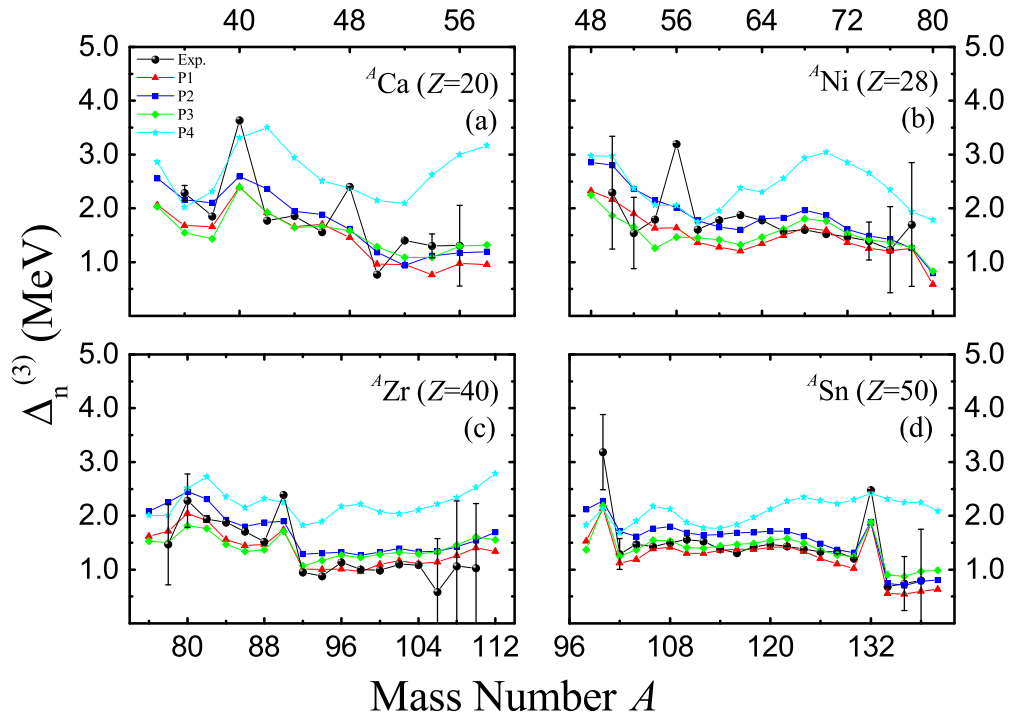 40 48 56
48 56 64 72 80
5.0
4.0
3.0
2.0
1.0
Exp.
P1
P2
P3
P4
ᴬCa (Z=20)
(a)
ᴬNi (Z=28)
(b)
5.0
4.0
3.0
2.0
1.0
5.0
4.0
3.0
2.0
1.0
ᴬZr (Z=40)
(c)
ᴬSn (Z=50)
(d)
5.0
4.0
3.0
2.0
1.0
80 88 96 104 112
96 108 120 132
Δₙ⁽³⁾ (MeV)
Mass Number A